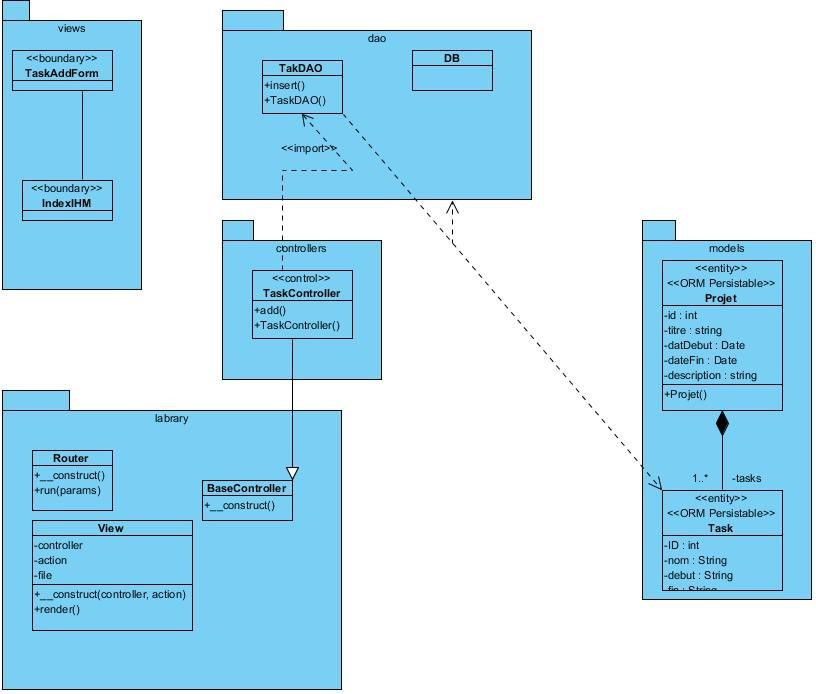 views
<<boundary>>
TaskAddForm
<<boundary>>
IndexIHM
dao
TakDAO
+insert()
+TaskDAO()
DB
<<import>>
controllers
<<control>>
TaskController
+add()
+TaskController()
models
<<entity>>
<<ORM Persistable>>
Projet
-id : int
-titre : string
-datDebut : Date
-dateFin : Date
-description : string
+Projet()
1..*
-tasks
<<entity>>
<<ORM Persistable>>
Task
-ID : int
-nom : String
-debut : String
-fin : String
labrary
Router
+__construct()
+run(params)
BaseController
+__construct()
View
-controller
-action
-file
+__construct(controller, action)
+render()